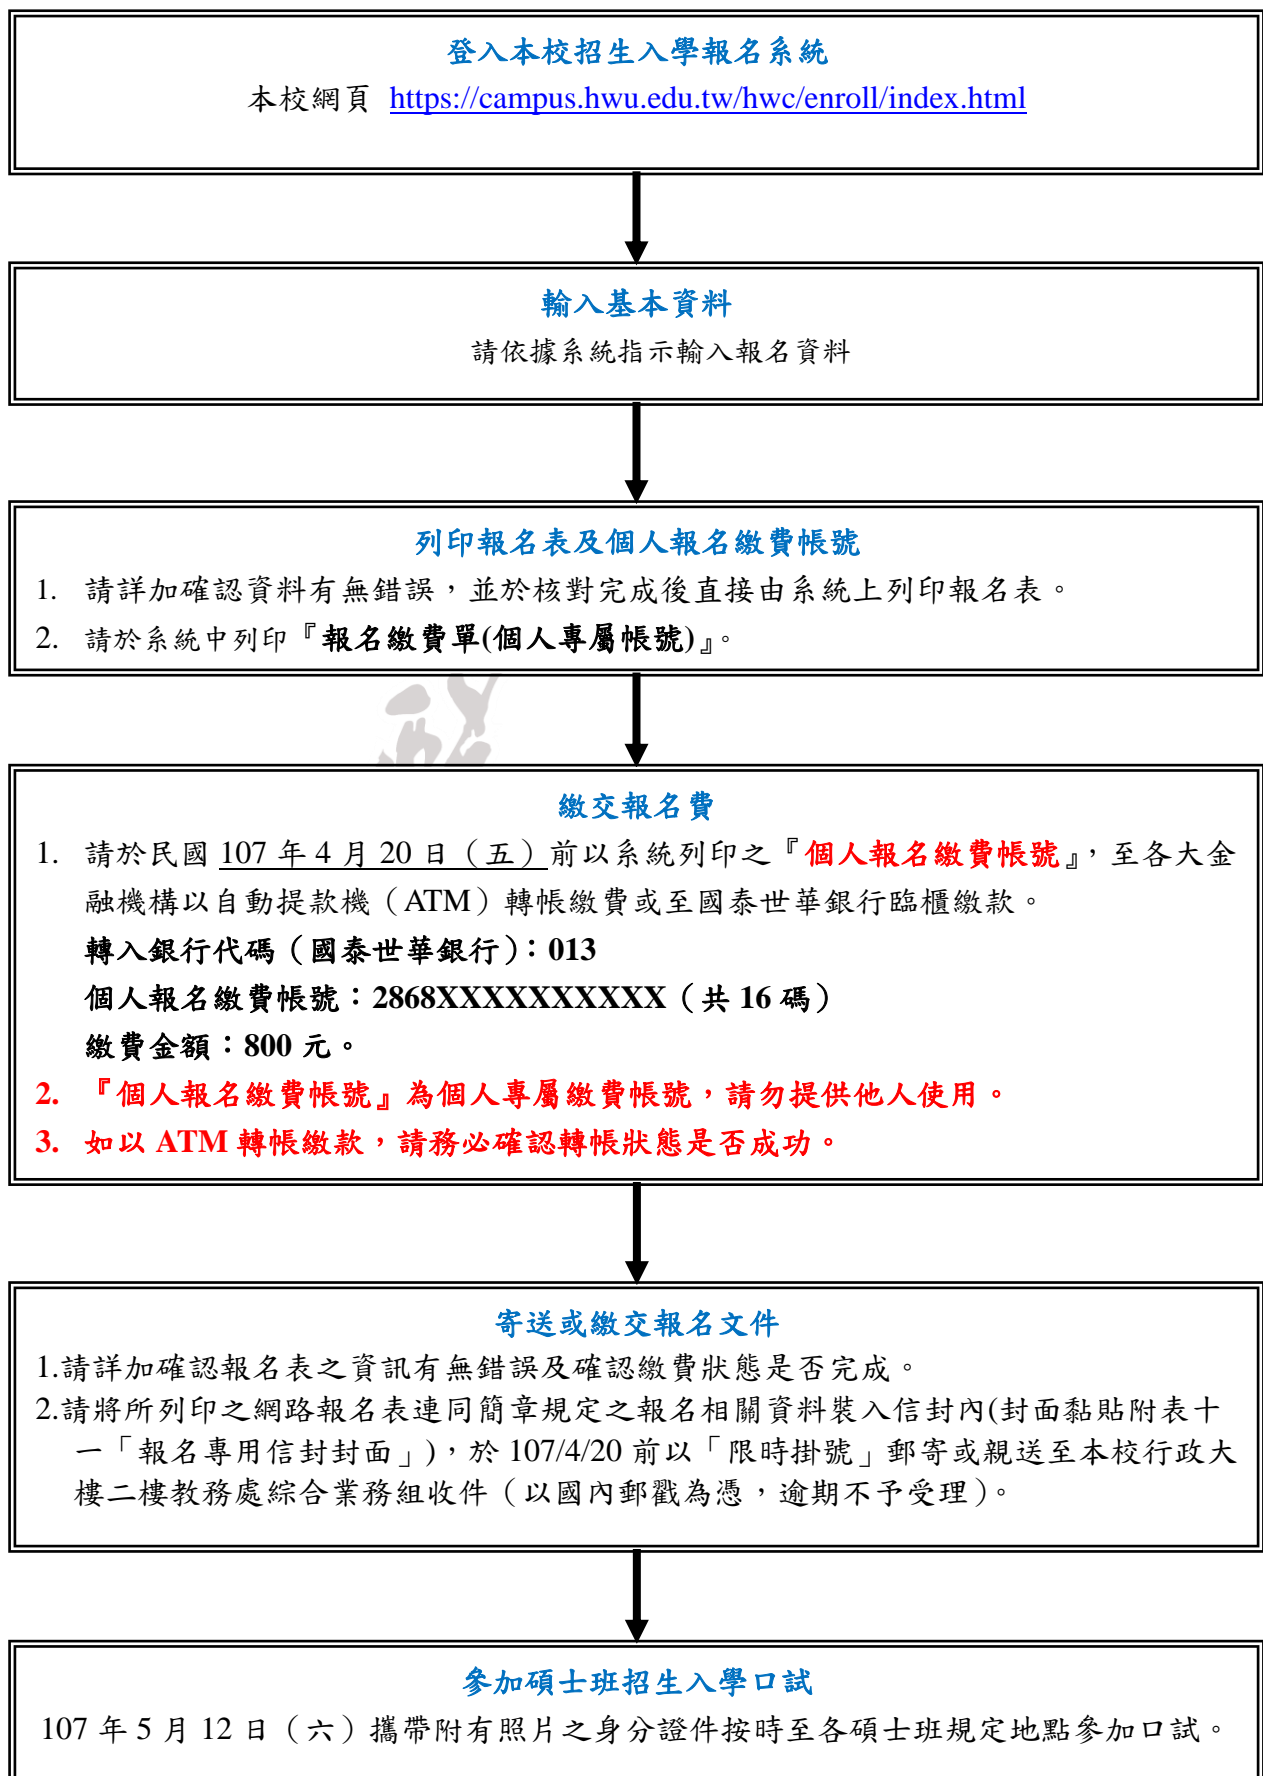 登入本校招生入學報名系統
本校網頁 https://campus.hwu.edu.tw/hwc/enroll/index.html
輸入基本資料
請依據系統指示輸入報名資料
列印報名表及個人報名繳費帳號
1. 請詳加確認資料有無錯誤，並於核對完成後直接由系統上列印報名表。
2. 請於系統中列印『報名繳費單(個人專屬帳號)』。
繳交報名費
1. 請於民國 107 年 4 月 20 日（五）前以系統列印之『個人報名繳費帳號』，至各大金
融機構以自動提款機（ATM）轉帳繳費或至國泰世華銀行臨櫃繳款。
轉入銀行代碼（國泰世華銀行）：013
個人報名繳費帳號：2868XXXXXXXXXX（共 16 碼）
繳費金額：800 元。
2. 『個人報名繳費帳號』為個人專屬繳費帳號，請勿提供他人使用。
3. 如以 ATM 轉帳繳款，請務必確認轉帳狀態是否成功。
寄送或繳交報名文件
1.請詳加確認報名表之資訊有無錯誤及確認繳費狀態是否完成。
2.請將所列印之網路報名表連同簡章規定之報名相關資料裝入信封內(封面黏貼附表十
一「報名專用信封封面」)，於 107/4/20 前以「限時掛號」郵寄或親送至本校行政大
樓二樓教務處綜合業務組收件（以國內郵戳為憑，逾期不予受理）。
參加碩士班招生入學口試
107 年 5 月 12 日（六）攜帶附有照片之身分證件按時至各碩士班規定地點參加口試。